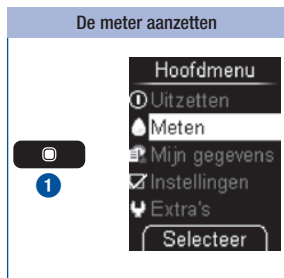 De meter aanzetten
Hoofdmenu
Uitzetten
Meten
Mijn gegevens
Instellingen
Extra's
Selecteer
1